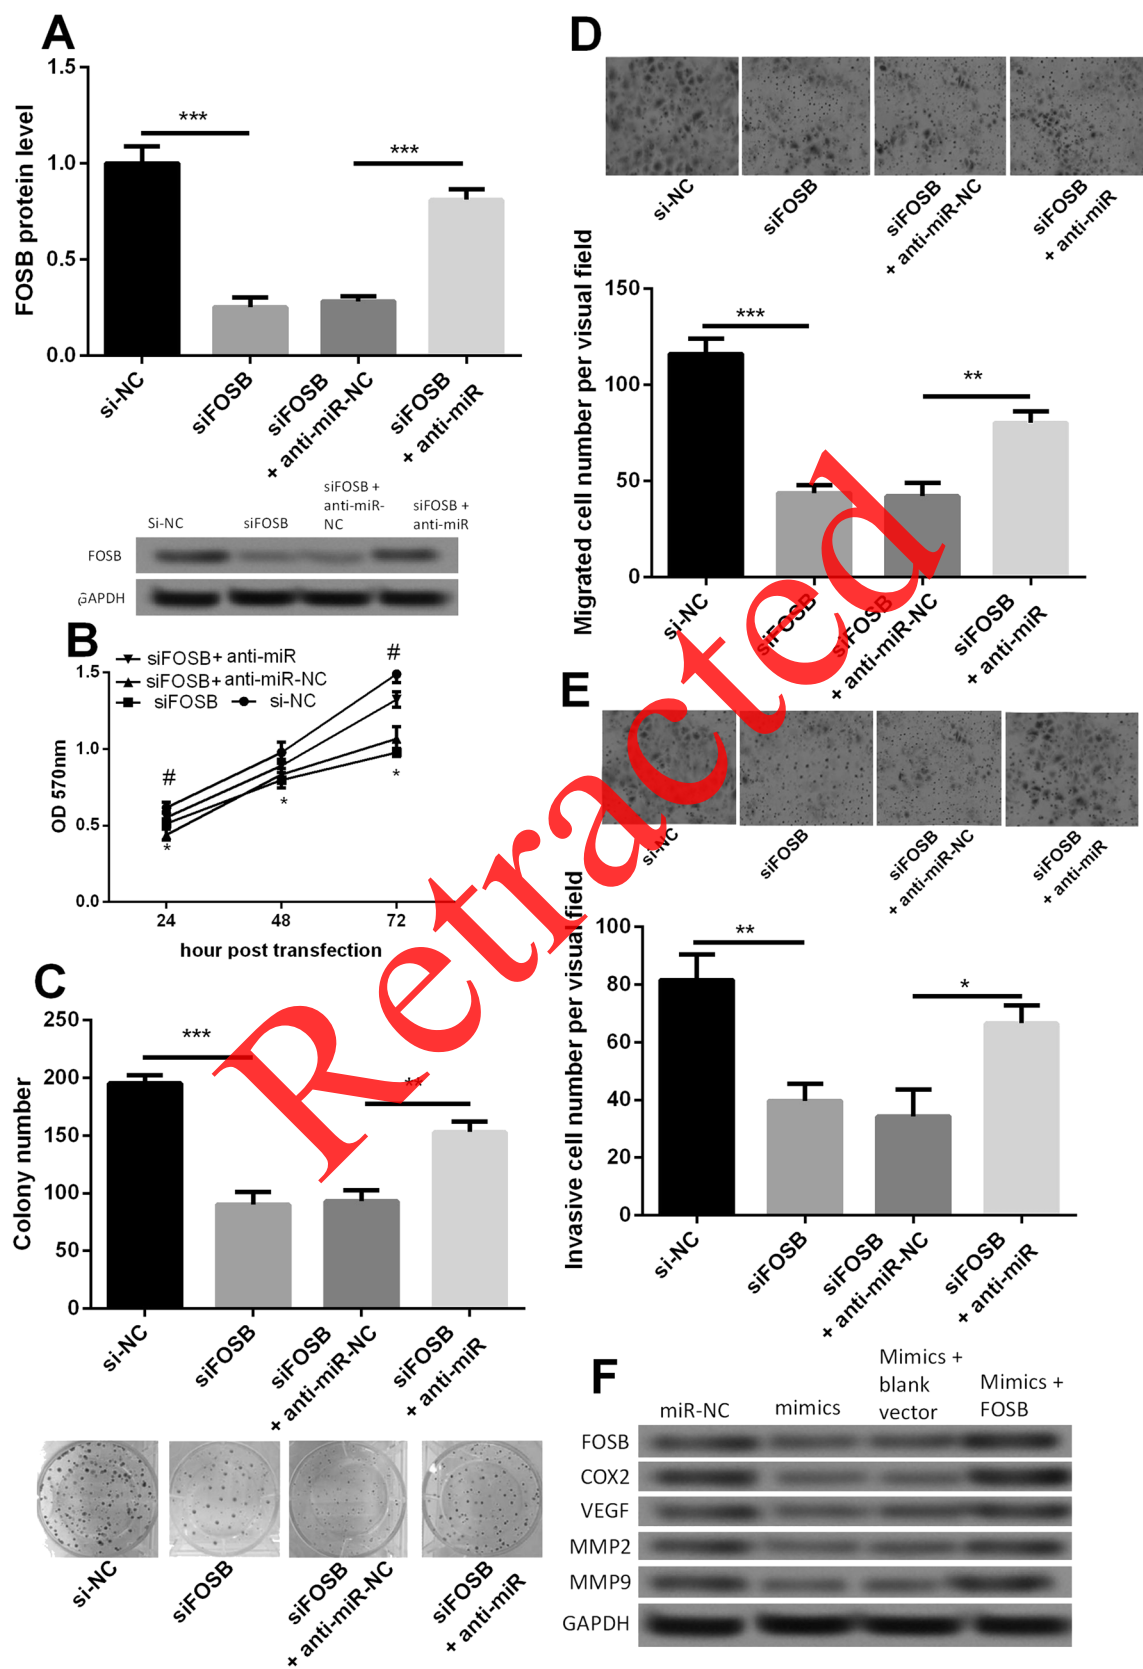 A
FOSB protein level
1.5
1.0
0.5
0.0
***
***
si-NC
siFOSB
siFOSB
+ anti-miR-NC
siFOSB
+ anti-miR
Si-NC
siFOSB
siFOSB +
anti-miR-
NC
siFOSB +
anti-miR
FOSB
GAPDH
B
siFOSB+ anti-miR
siFOSB+ anti-miR-NC
siFOSB
si-NC
OD 570nm
1.5
1.0
0.5
0.0
#
*
*
#
*
24
48
72
hour post transfection
C
Colony number
250
200
150
100
50
0
***
**
si-NC
siFOSB
siFOSB
+ anti-miR-NC
siFOSB
+ anti-miR
si-NC
siFOSB
siFOSB
+ anti-miR-NC
siFOSB
+ anti-miR
D
si-NC
siFOSB
siFOSB
+ anti-miR-NC
siFOSB
+ anti-miR
Migrated cell number per visual field
150
100
50
0
***
**
si-NC
siFOSB
siFOSB
+ anti-miR-NC
siFOSB
+ anti-miR
E
si-NC
siFOSB
siFOSB
+ anti-miR-NC
siFOSB
+ anti-miR
Invasive cell number per visual field
80
60
40
20
0
100
**
*
si-NC
siFOSB
siFOSB
+ anti-miR-NC
siFOSB
+ anti-miR
F
miR-NC
mimics
Mimics +
blank
vector
Mimics +
FOSB
FOSB
COX2
VEGF
MMP2
MMP9
GAPDH
Retracted